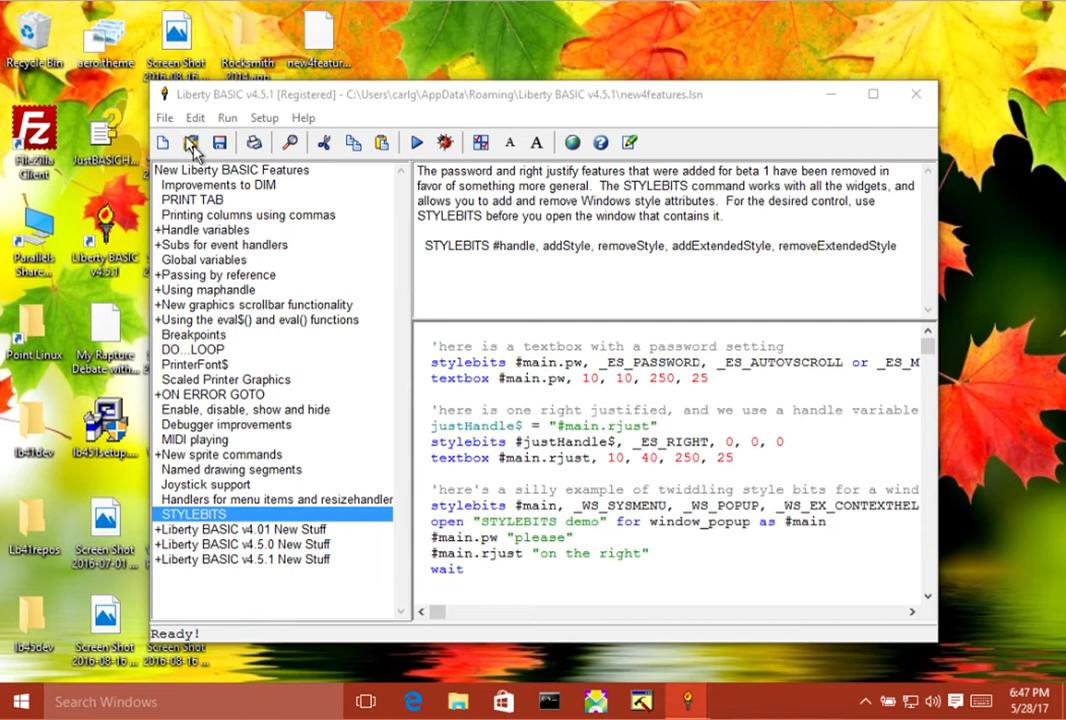 Recycle Bin
aero.theme
Screen Shot
2016-08-16 ...
Rocksmith
2014.app
new4featur...
FileZilla
Client
JustBASICFl...
Parallels
Share...
Liberty BASIC
v4.5.1
Point Linux
My Rapture
Debate with...
lb41dev
lb451setup....
Lb41repos
Screen Shot
2016-07-01 ...
lb45dev
Screen Shot
2016-08-16 ...
Screen Shot
2016-08-16 ...
Liberty BASIC v4.5.1 [Registered] - C:\Users\carlg\AppData\Roaming\Liberty BASIC v4.5.1\new4features.lsn
File Edit Run Setup Help
A A
New Liberty BASIC Features
Improvements to DIM
PRINT TAB
Printing columns using commas
+Handle variables
+Subs for event handlers
Global variables
+Passing by reference
+Using maphandle
+New graphics scrollbar functionality
+Using the eval$() and eval() functions
Breakpoints
DO...LOOP
PrinterFont$
Scaled Printer Graphics
+ON ERROR GOTO
Enable, disable, show and hide
Debugger improvements
MIDI playing
+New sprite commands
Named drawing segments
Joystick support
Handlers for menu items and resizehandler
STYLEBITS
+Liberty BASIC v4.01 New Stuff
+Liberty BASIC v4.5.0 New Stuff
+Liberty BASIC v4.5.1 New Stuff
The password and right justify features that were added for beta 1 have been removed in
favor of something more general. The STYLEBITS command works with all the widgets, and
allows you to add and remove Windows style attributes. For the desired control, use
STYLEBITS before you open the window that contains it.
STYLEBITS #handle, addStyle, removeStyle, addExtendedStyle, removeExtendedStyle
'here is a textbox with a password setting
stylebits #main.pw, _ES_PASSWORD, _ES_AUTOVSCROLL or _ES_M
textbox #main.pw, 10, 10, 250, 25
'here is one right justified, and we use a handle variable
justHandle$ = "#main.rjust"
stylebits #justHandle$, _ES_RIGHT, 0, 0, 0
textbox #main.rjust, 10, 40, 250, 25
'here's a silly example of twiddling style bits for a wind
stylebits #main, _WS_SYSMENU, _WS_POPUP, _WS_EX_CONTEXTHEL
open "STYLEBITS demo" for window_popup as #main
#main.pw "please"
#main.rjust "on the right"
wait
Ready!
Search Windows
6:47 PM
5/28/17